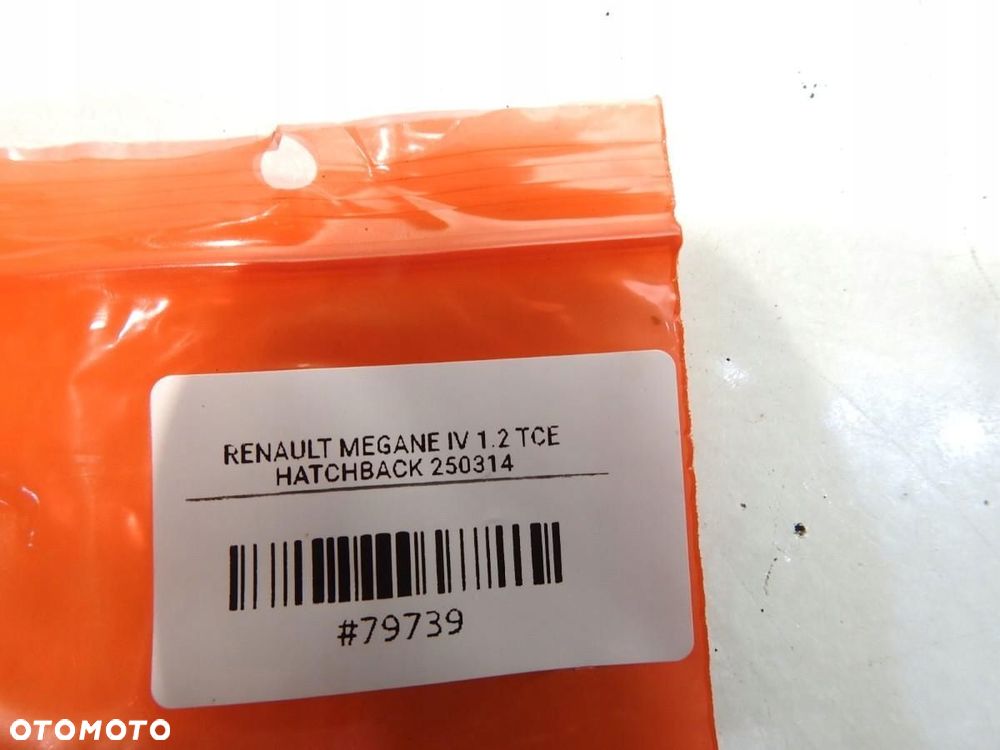 RENAULT MEGANE IV 1.2 TCE
HATCHBACK 250314
#79739
OTOMOTO